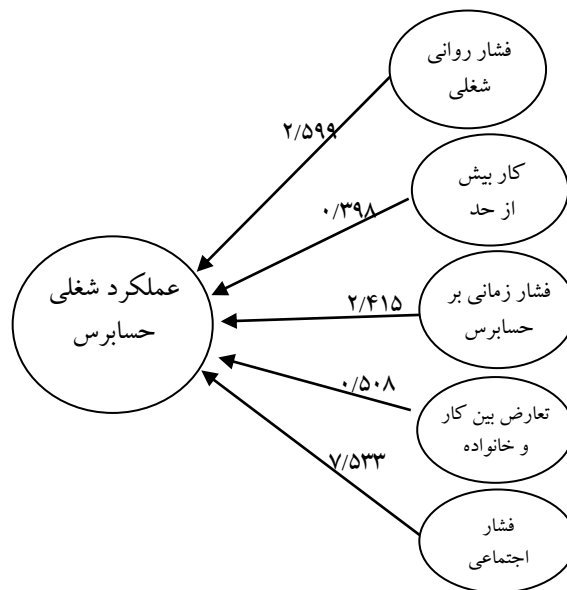 فشار روانی
شغلی
۲/۵۹۹
کار بیش
از حد
۰/۳۹۸
عملکرد شغلی
حسابرس
فشار زمانی بر
حسابرس
۲/۴۱۵
تعارض بین کار
و خانواده
۰/۵۰۸
فشار
اجتماعی
۷/۵۳۳